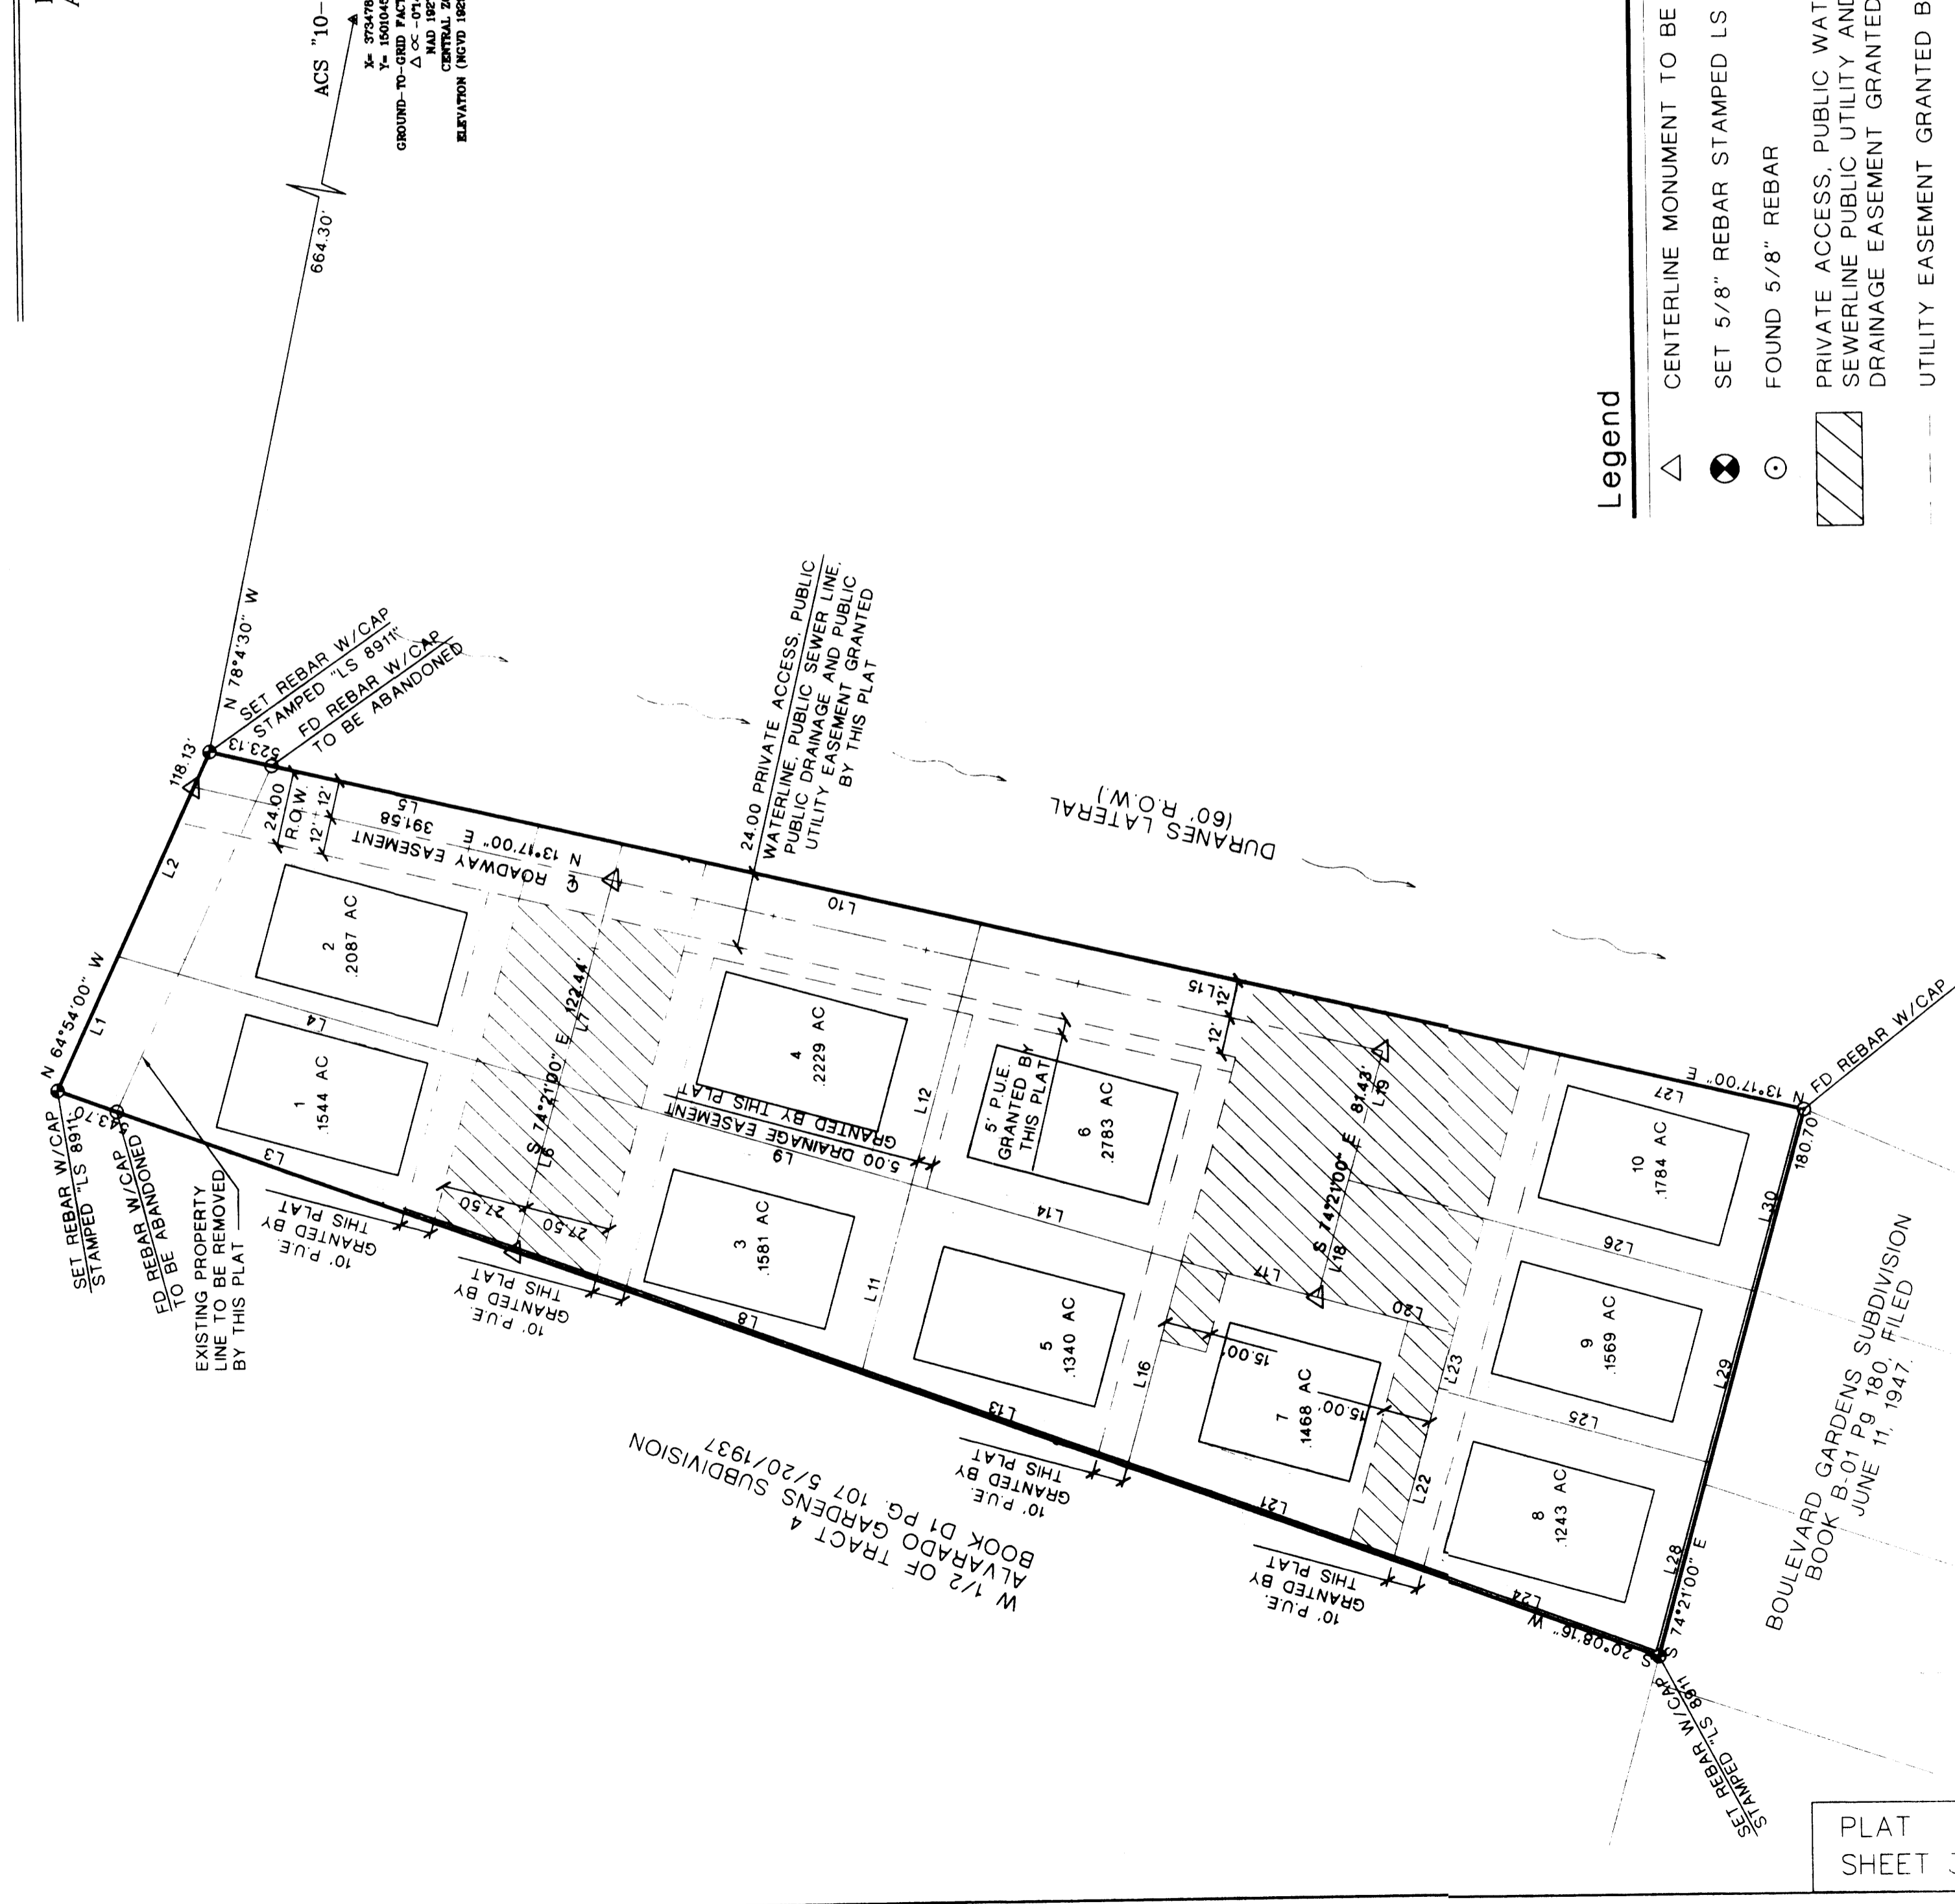 ACS "10-
X= 373478
Y= 1501045
GROUND-TO-GRID FACT
NAD 192
CENTRAL Z
ELEVATION (NGVD 192
664.30'
N 78°4'30" W
SET REBAR W/CAP
STAMPED "LS 8911"
FD REBAR W/CAP
TO BE ABANDONED
118.13'
523.13
24.00
R.O.W.
12' 12'
L5
391.58
N 13°17'00" E
ROADWAY EASEMENT
L2
N 64°54'00" W
L1
SET REBAR W/CAP
STAMPED "LS 8911"
FD REBAR W/CAP
TO BE ABANDONED
EXISTING PROPERTY
LINE TO BE REMOVED
BY THIS PLAT
L3
L4
1
.1544 AC
2
.2087 AC
10' P.U.E.
GRANTED BY
THIS PLAT
27.50
27.50
S 74°21'00" E 122.44'
L6
L7
10' P.U.E.
GRANTED BY
THIS PLAT
24.00 PRIVATE ACCESS, PUBLIC
WATERLINE, PUBLIC SEWER LINE,
PUBLIC DRAINAGE AND PUBLIC
UTILITY EASEMENT GRANTED
BY THIS PLAT
L10
DURANES LATERAL
(60' R.O.W.)
3
.1581 AC
4
.2229 AC
L8
L9
5.00 DRAINAGE EASEMENT
GRANTED BY THIS PLAT
L11
L12
5
.1340 AC
6
.2783 AC
5' P.U.E.
GRANTED BY
THIS PLAT
L13
L14
L15
12' 12'
10' P.U.E.
GRANTED BY
THIS PLAT
W 1/2 OF TRACT 4
ALVARADO GARDENS SUBDIVISION
BOOK D1 PG. 107 5/20/1937
L16
L17
15.00'
7
.1468 AC
15.00'
S 74°21'00" E 81.43'
L18
L19
L20
L21
L22
L23
10' P.U.E.
GRANTED BY
THIS PLAT
8
.1243 AC
9
.1569 AC
10
.1784 AC
L24
L25
L26
L27
N 13°17'00" E
FD REBAR W/CAP
180.70'
L28
L29
L30
S 74°21'00" E
S 20°08'16" W
SET REBAR W/CAP
STAMPED "LS 8911
BOULEVARD GARDENS SUBDIVISION
BOOK B-01 Pg 180, FILED
JUNE 11, 1947.
Legend
CENTERLINE MONUMENT TO BE
SET 5/8" REBAR STAMPED LS
FOUND 5/8" REBAR
PRIVATE ACCESS, PUBLIC WAT
SEWERLINE PUBLIC UTILITY AND
DRAINAGE EASEMENT GRANTED
UTILITY EASEMENT GRANTED B
PLAT
SHEET